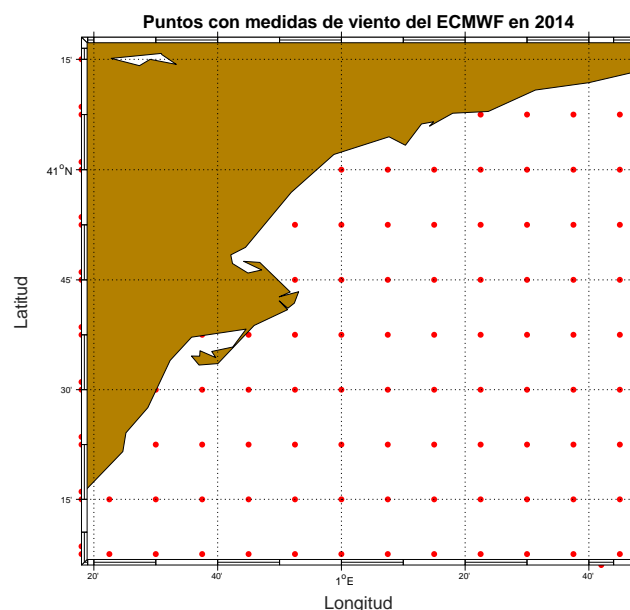 Puntos con medidas de viento del ECMWF en 2014
15'
41°N
45'
30'
15'
Latitud
20'
40'
1°E
20'
40'
Longitud